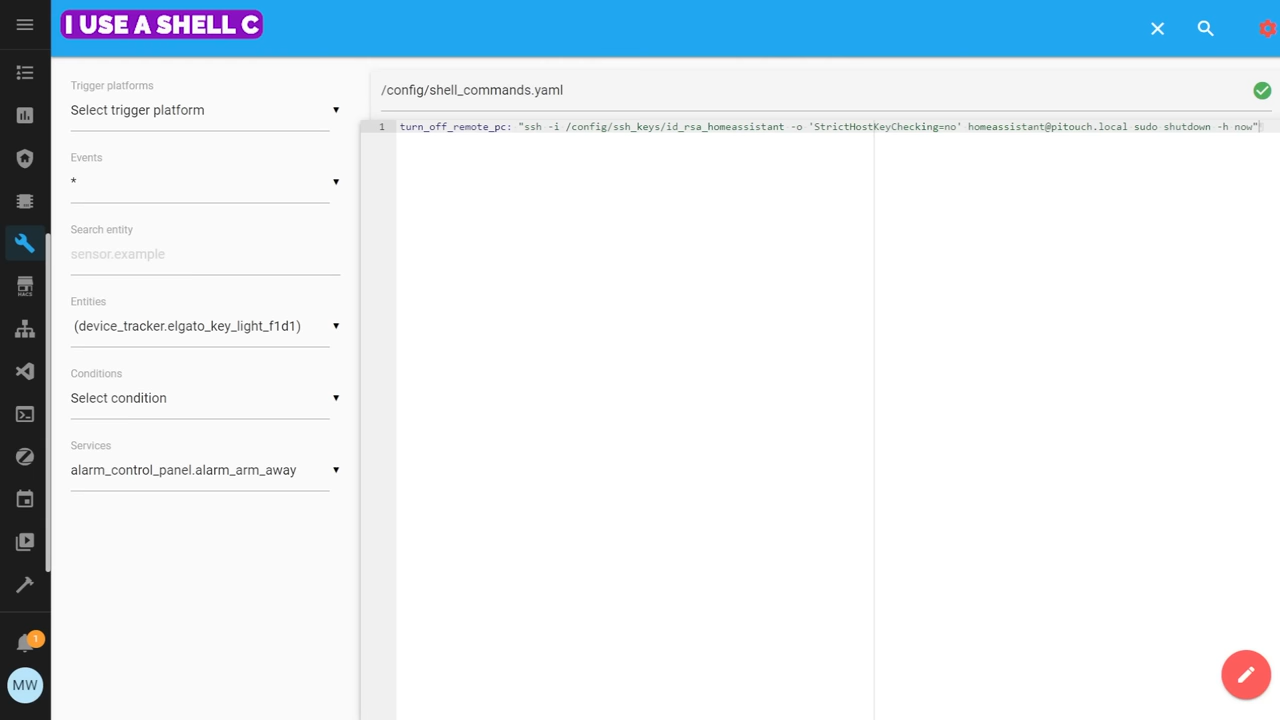 I USE A SHELL C
Trigger platforms
Select trigger platform
Events
*
Search entity
sensor.example
Entities
(device_tracker.elgato_key_light_f1d1)
Conditions
Select condition
Services
alarm_control_panel.alarm_arm_away
/config/shell_commands.yaml
1 turn_off_remote_pc: "ssh -i /config/ssh_keys/id_rsa_homeassistant -o 'StrictHostKeyChecking=no' homeassistant@pitouch.local sudo shutdown -h now"
HACS
1
MW